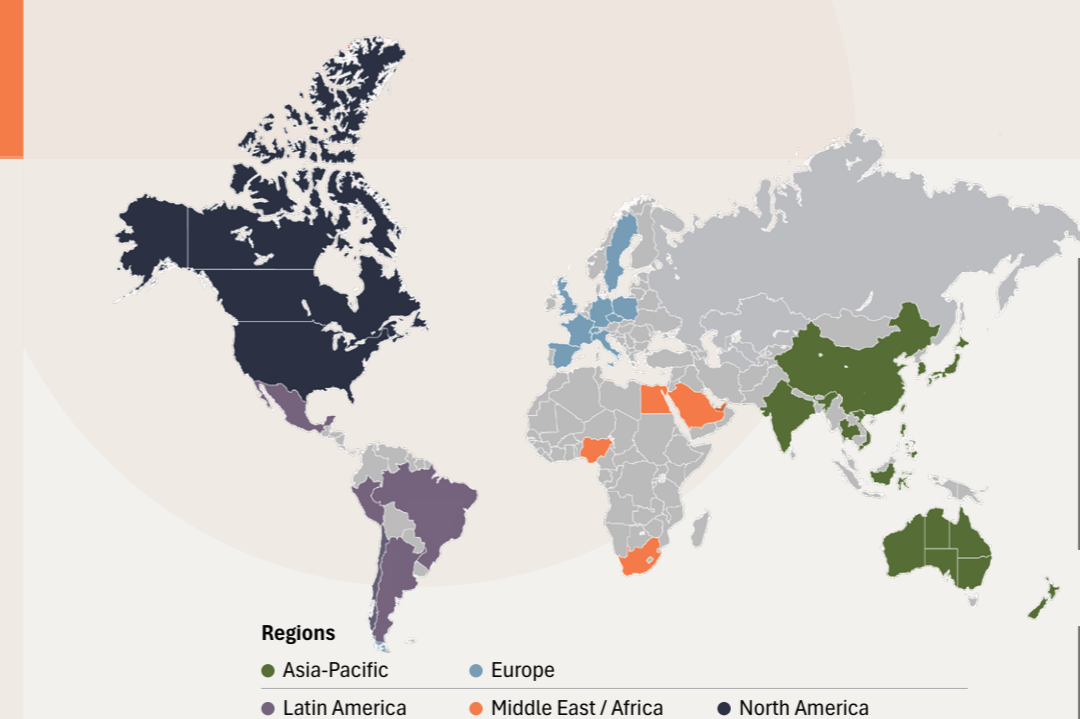 Regions
Asia-Pacific
Europe
Latin America
Middle East / Africa
North America